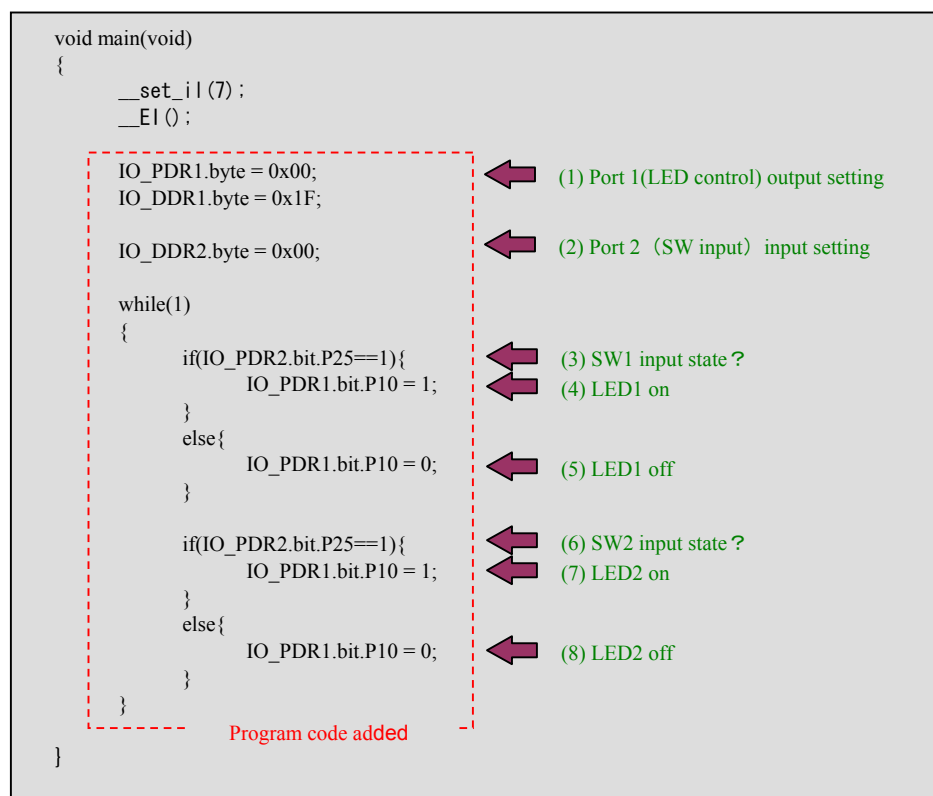 void main(void)
{
__set_il(7);
__EI();
IO_PDR1.byte = 0x00; (1) Port 1(LED control) output setting
IO_DDR1.byte = 0x1F;
IO_DDR2.byte = 0x00; (2) Port 2（SW input）input setting
while(1)
{
if(IO_PDR2.bit.P25==1){ (3) SW1 input state？
IO_PDR1.bit.P10 = 1; (4) LED1 on
}
else{
IO_PDR1.bit.P10 = 0; (5) LED1 off
}
if(IO_PDR2.bit.P25==1){ (6) SW2 input state？
IO_PDR1.bit.P10 = 1; (7) LED2 on
}
else{
IO_PDR1.bit.P10 = 0; (8) LED2 off
}
}
Program code added
}